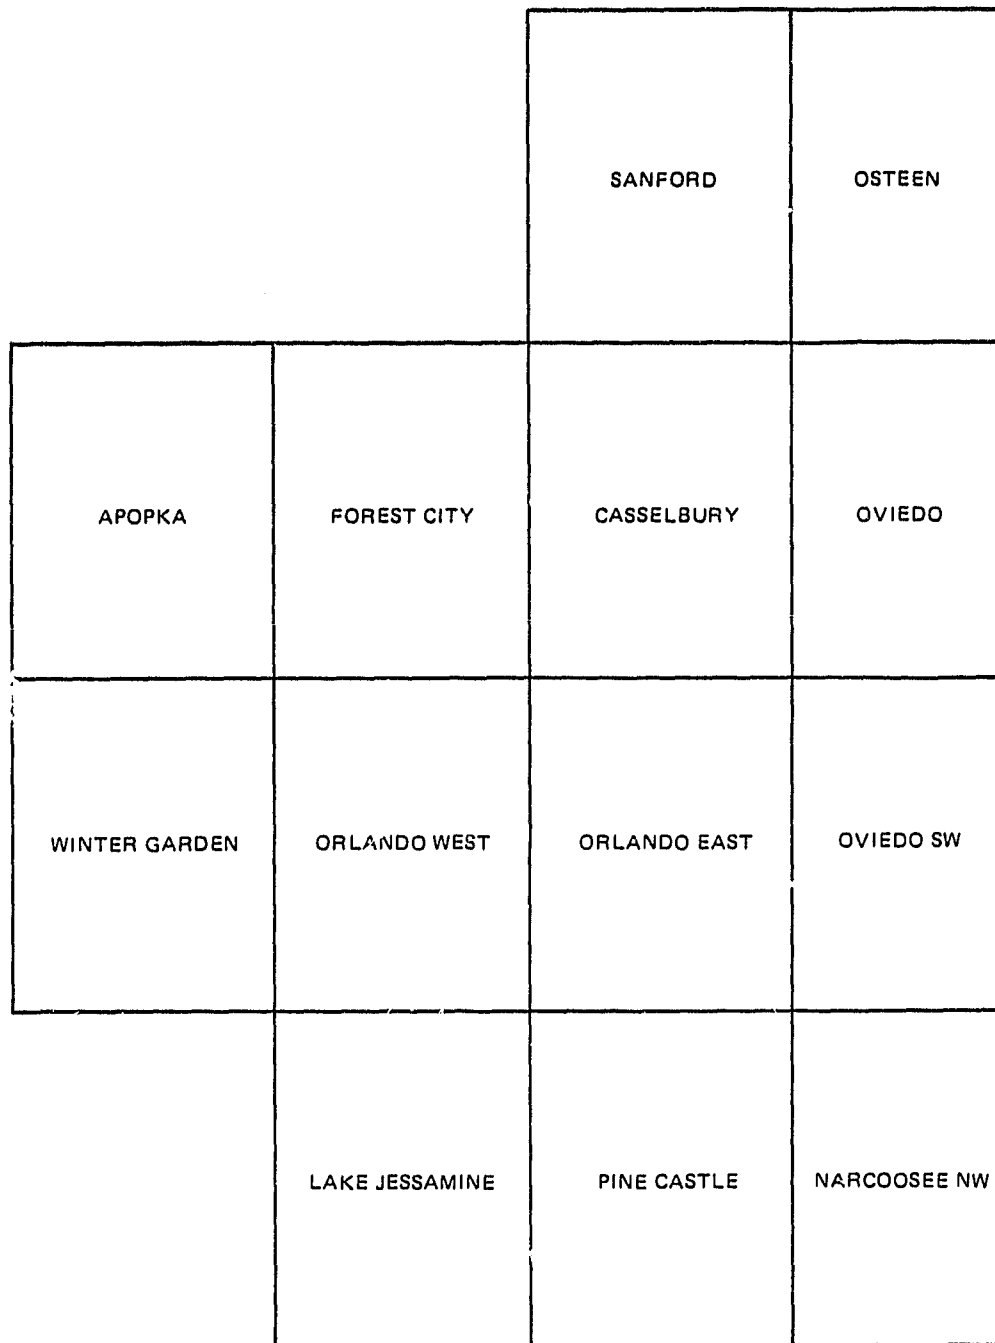 SANFORD
OSTEEN
APOPKA
FOREST CITY
CASSELBURY
OVIEDO
WINTER GARDEN
ORLANDO WEST
ORLANDO EAST
OVIEDO SW
LAKE JESSAMINE
PINE CASTLE
NARCOOSEE NW